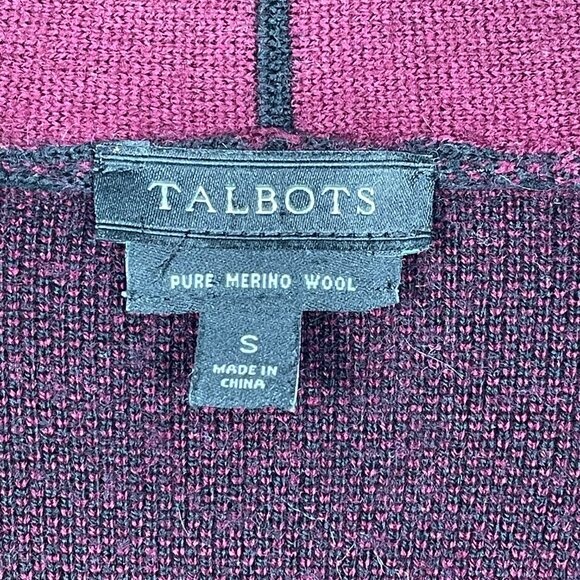 TALBOTS
PURE MERINO WOOL
S
MADE IN
CHINA